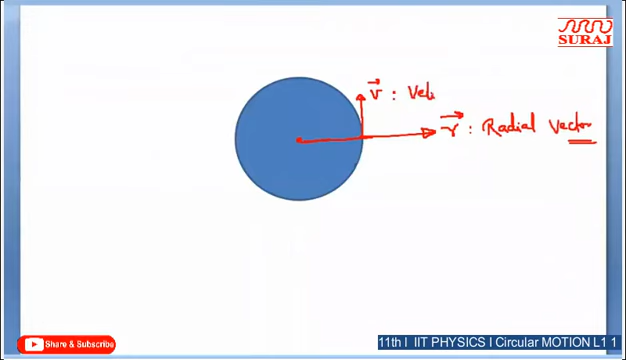 SURAJ
v : Vel
r : Radial Vector
Share & Subscribe
11th I IIT PHYSICS I Circular MOTION L1 1